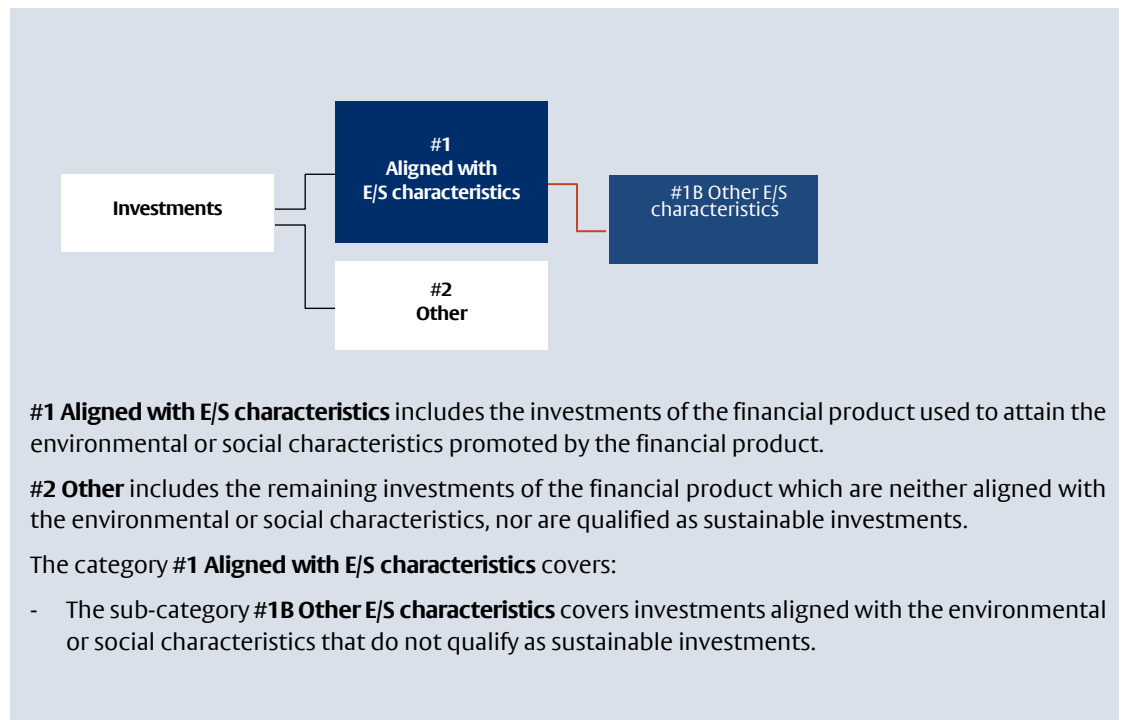 #1
Aligned with
E/S characteristics
Investments
#1B Other E/S
characteristics
#2
Other
#1 Aligned with E/S characteristics includes the investments of the financial product used to attain the
environmental or social characteristics promoted by the financial product.
#2 Other includes the remaining investments of the financial product which are neither aligned with
the environmental or social characteristics, nor are qualified as sustainable investments.
The category #1 Aligned with E/S characteristics covers:
- The sub-category #1B Other E/S characteristics covers investments aligned with the environmental
or social characteristics that do not qualify as sustainable investments.